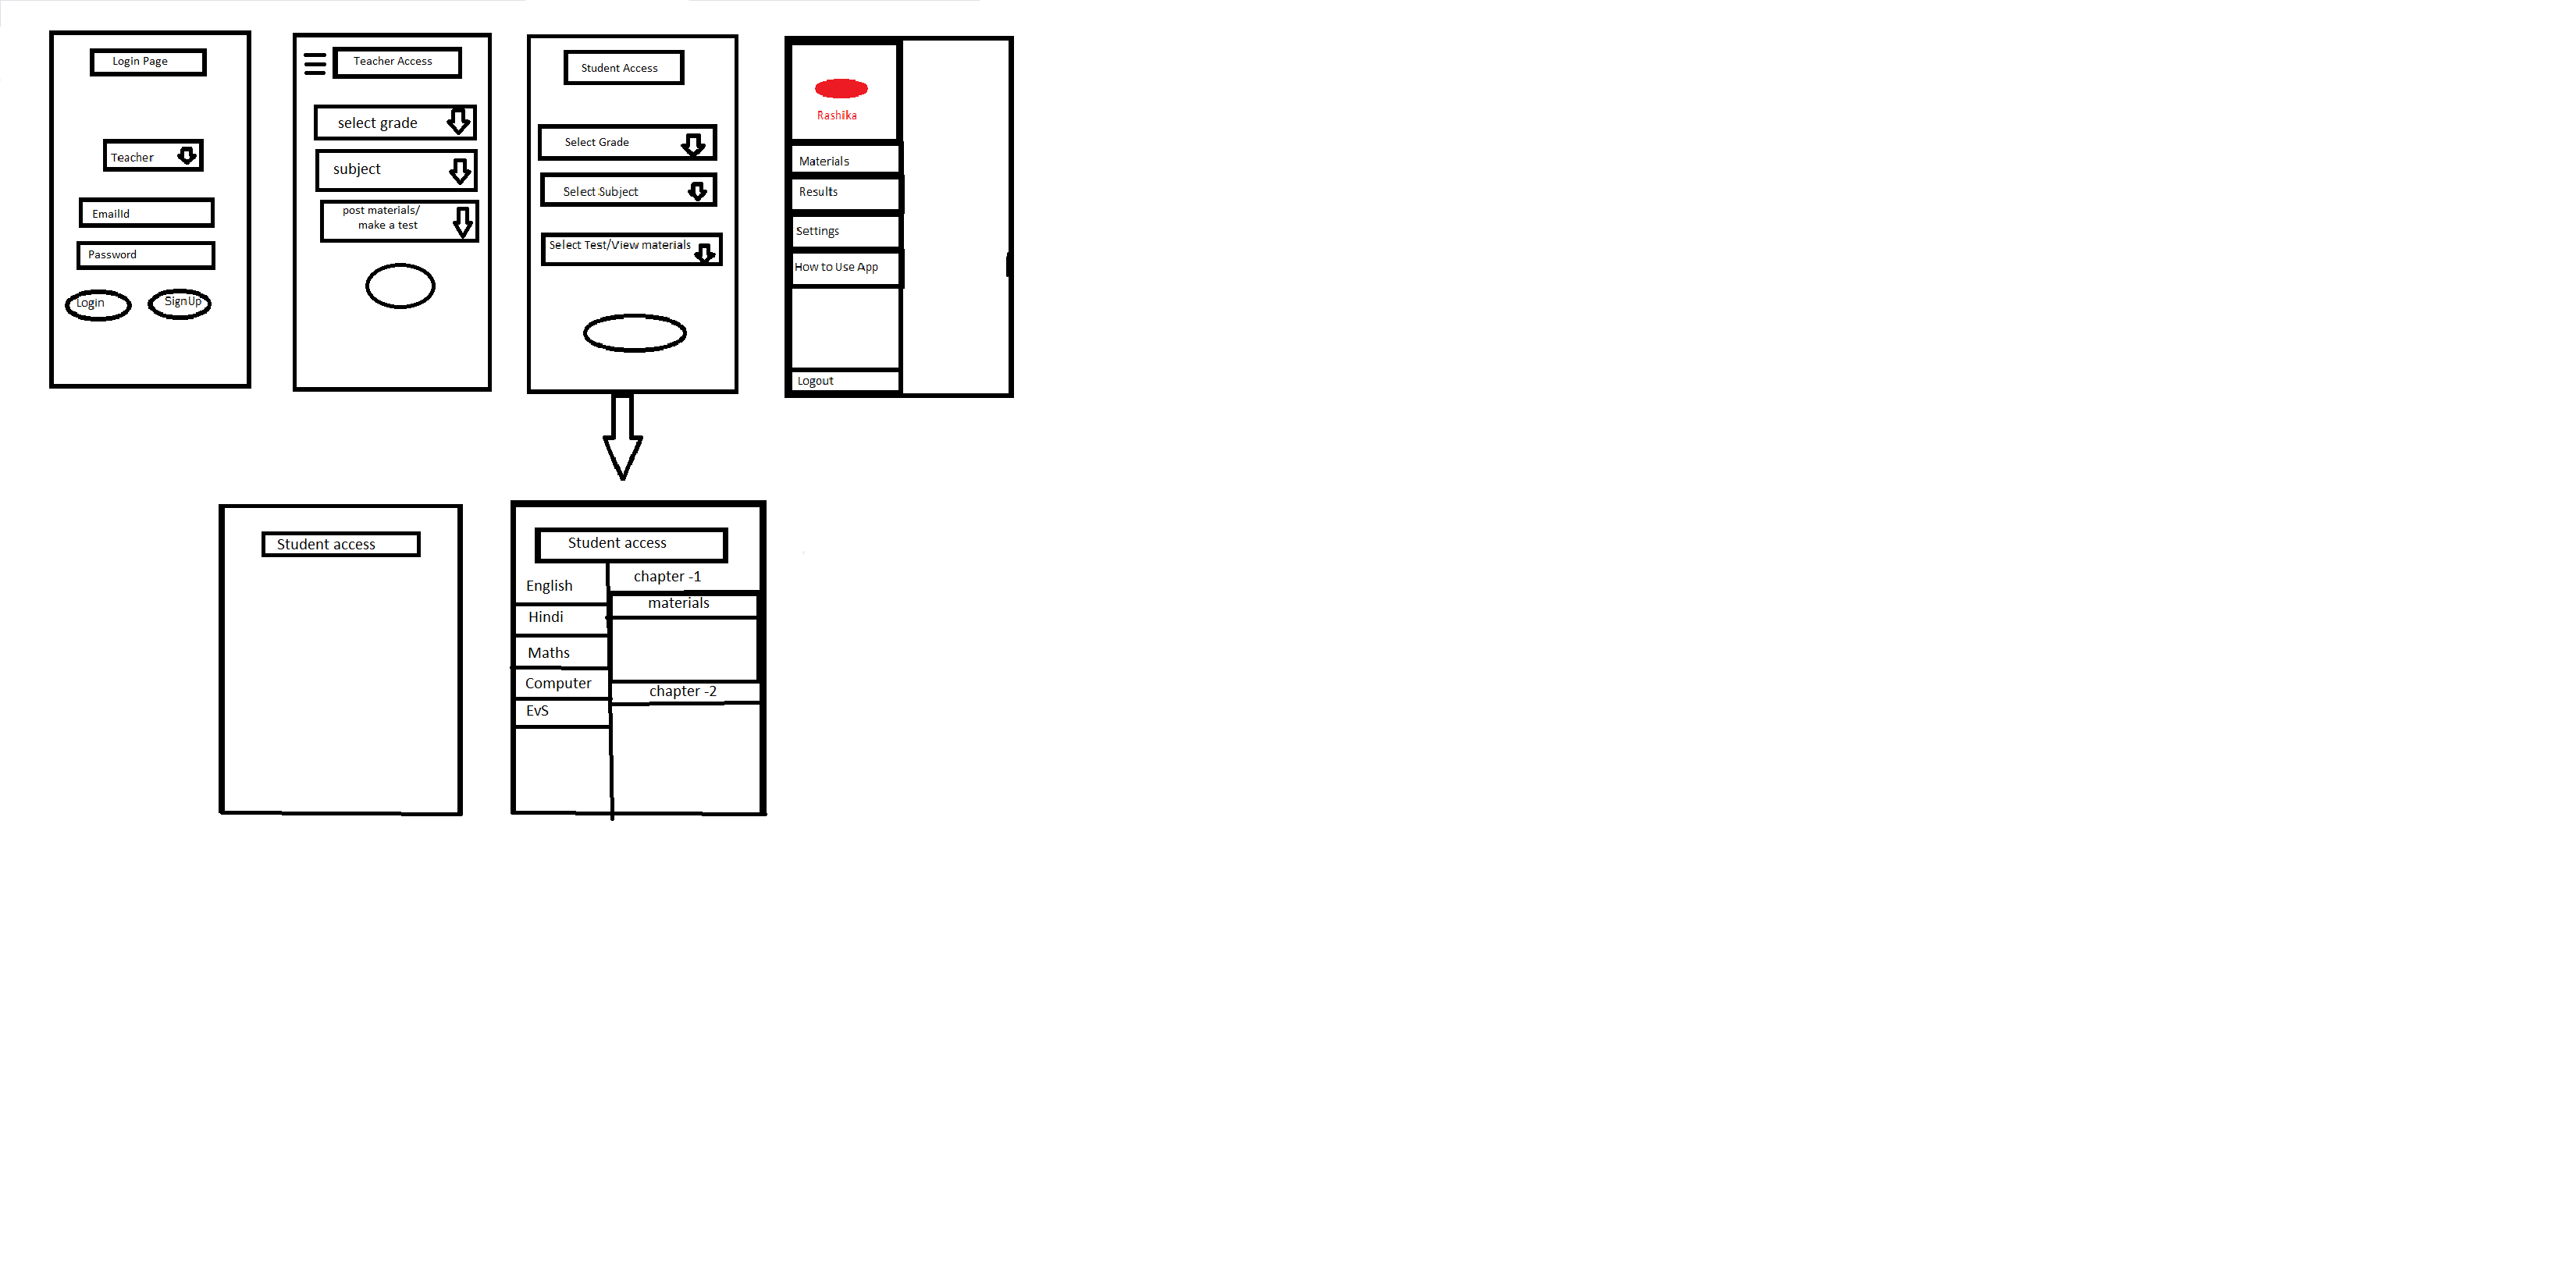 Login Page
Teacher
EmailId
Password
Login
SignUp
Teacher Access
select grade
subject
post materials/
make a test
Student Access
Select Grade
Select Subject
Select Test/View materials
Rashika
Materials
Results
Settings
How to Use App
Logout
Student access
Student access
English
Hindi
Maths
Computer
EvS
chapter -1
materials
chapter -2